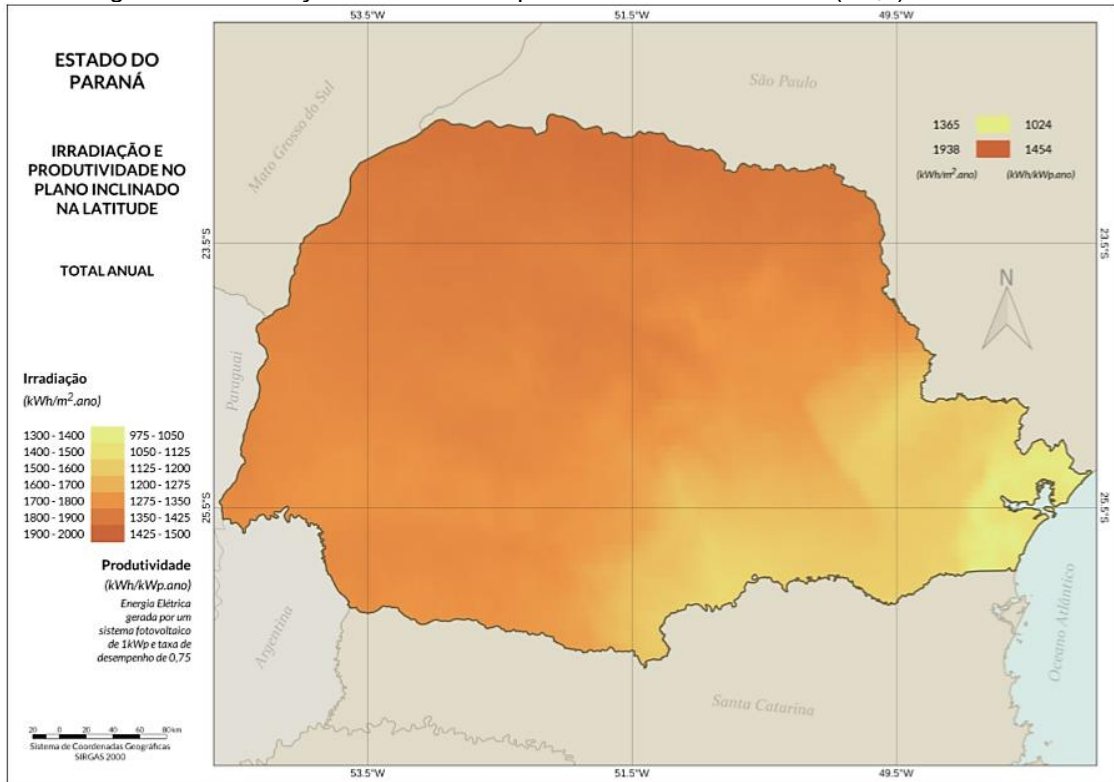 ESTADO DO
PARANÁ
IRRADIAÇÃO E
PRODUTIVIDADE NO
PLANO INCLINADO
NA LATITUDE
TOTAL ANUAL
Irradiação
(kWh/m².ano)
1300 - 1400 975 - 1050
1400 - 1500 1050 - 1125
1500 - 1600 1125 - 1200
1600 - 1700 1200 - 1275
1700 - 1800 1275 - 1350
1800 - 1900 1350 - 1425
1900 - 2000 1425 - 1500
Produtividade
(kWh/kWp.ano)
Energia Elétrica
gerada por um
sistema fotovoltaico
de 1kWp e taxa de
desempenho de 0,75
20 0 20 40 60 80 km
Sistema de Coordenadas Geográficas
SIRGAS 2000
53.5°W 51.5°W 49.5°W
Mato Grosso do Sul
São Paulo
1365 1024
1938 1454
(kWh/m².ano) (kWh/kWp.ano)
23.5°S 23.5°S
N
Paraguai
25.5°S 25.5°S
Argentina
Santa Catarina
Oceano Atlântico
53.5°W 51.5°W 49.5°W